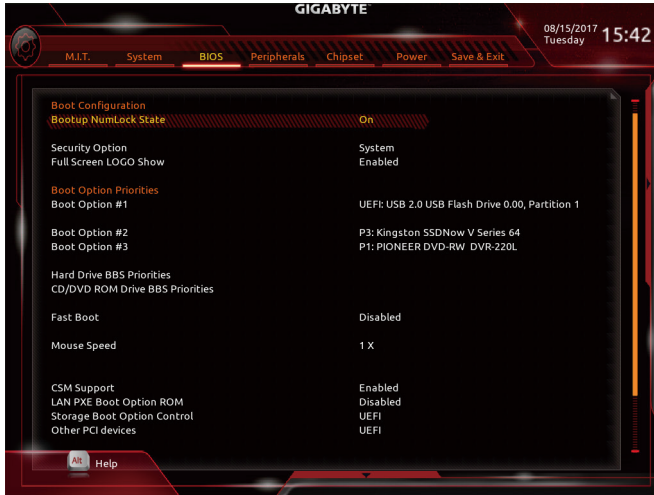 GIGABYTE™
08/15/2017 Tuesday 15:42
M.I.T. System BIOS Peripherals Chipset Power Save & Exit
Boot Configuration
Bootup NumLock State On
Security Option System
Full Screen LOGO Show Enabled
Boot Option Priorities
Boot Option #1 UEFI: USB 2.0 USB Flash Drive 0.00, Partition 1
Boot Option #2 P3: Kingston SSDNow V Series 64
Boot Option #3 P1: PIONEER DVD-RW DVR-220L
Hard Drive BBS Priorities
CD/DVD ROM Drive BBS Priorities
Fast Boot Disabled
Mouse Speed 1 X
CSM Support Enabled
LAN PXE Boot Option ROM Disabled
Storage Boot Option Control UEFI
Other PCI devices UEFI
Alt Help